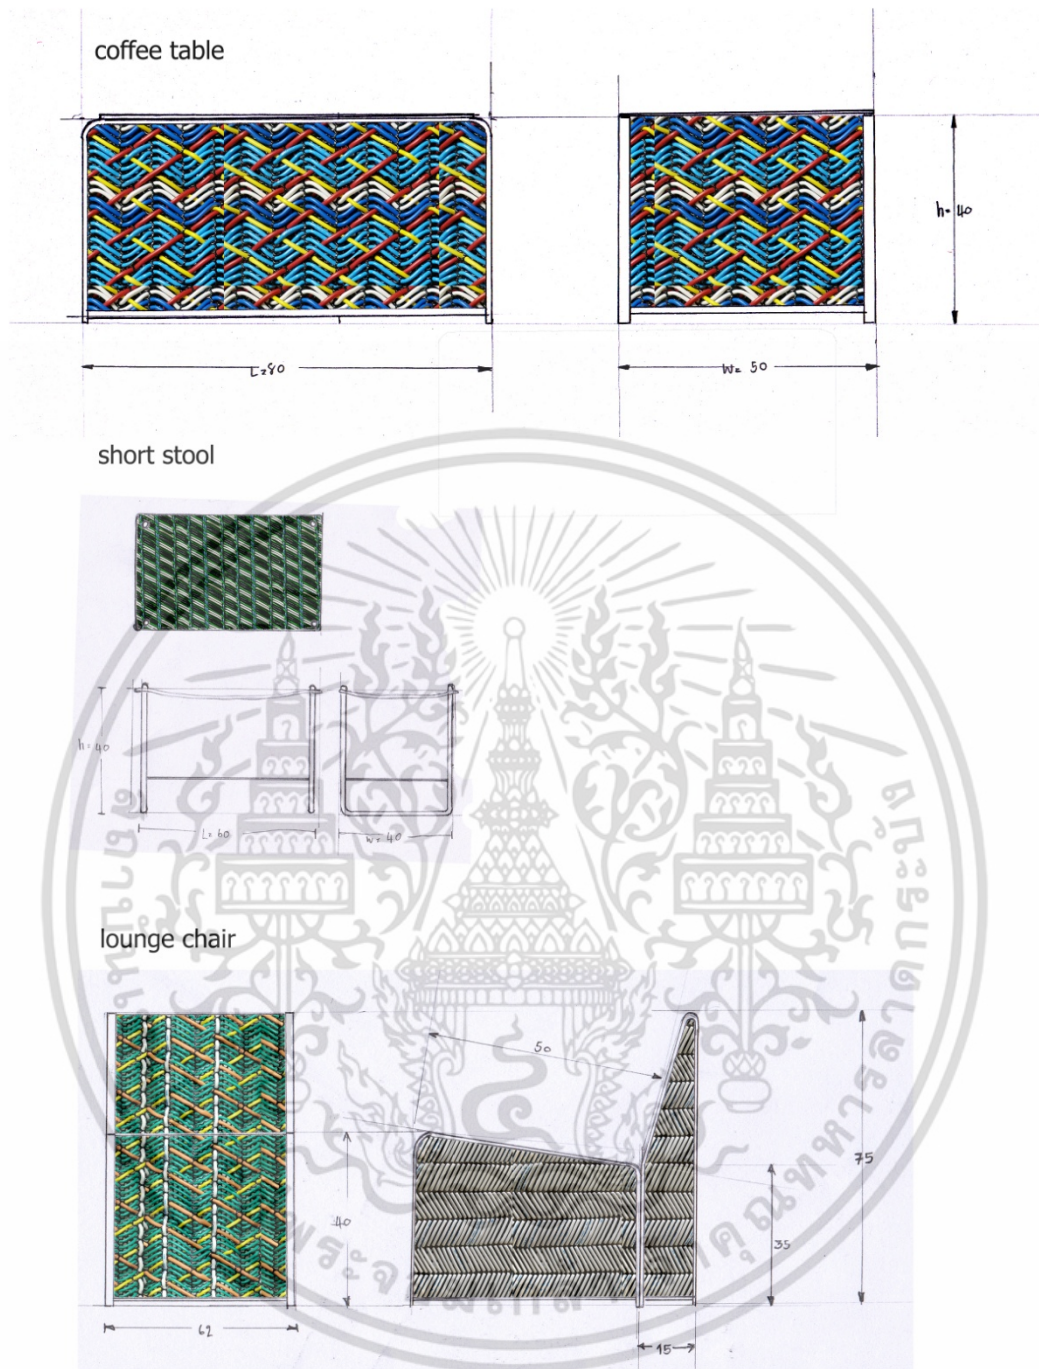 coffee table
h= 40
L=80
W= 50
short stool
h= 40
L= 60
W= 40
lounge chair
50
75
40
35
62
15